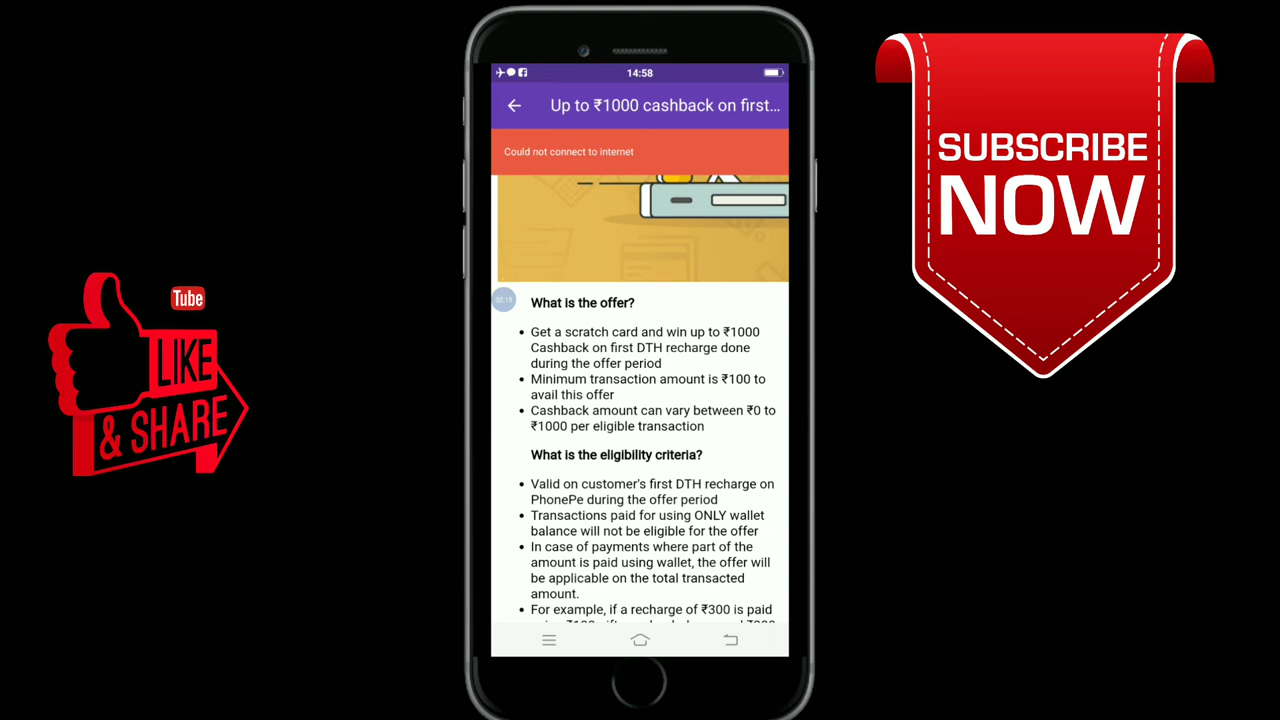 14:58
Up to ₹1000 cashback on first...
Could not connect to internet
02:15
What is the offer?
• Get a scratch card and win up to ₹1000
Cashback on first DTH recharge done
during the offer period
• Minimum transaction amount is ₹100 to
avail this offer
• Cashback amount can vary between ₹0 to
₹1000 per eligible transaction
What is the eligibility criteria?
• Valid on customer's first DTH recharge on
PhonePe during the offer period
• Transactions paid for using ONLY wallet
balance will not be eligible for the offer
• In case of payments where part of the
amount is paid using wallet, the offer will
be applicable on the total transacted
amount.
• For example, if a recharge of ₹300 is paid
Tube
LIKE
& SHARE
SUBSCRIBE
NOW